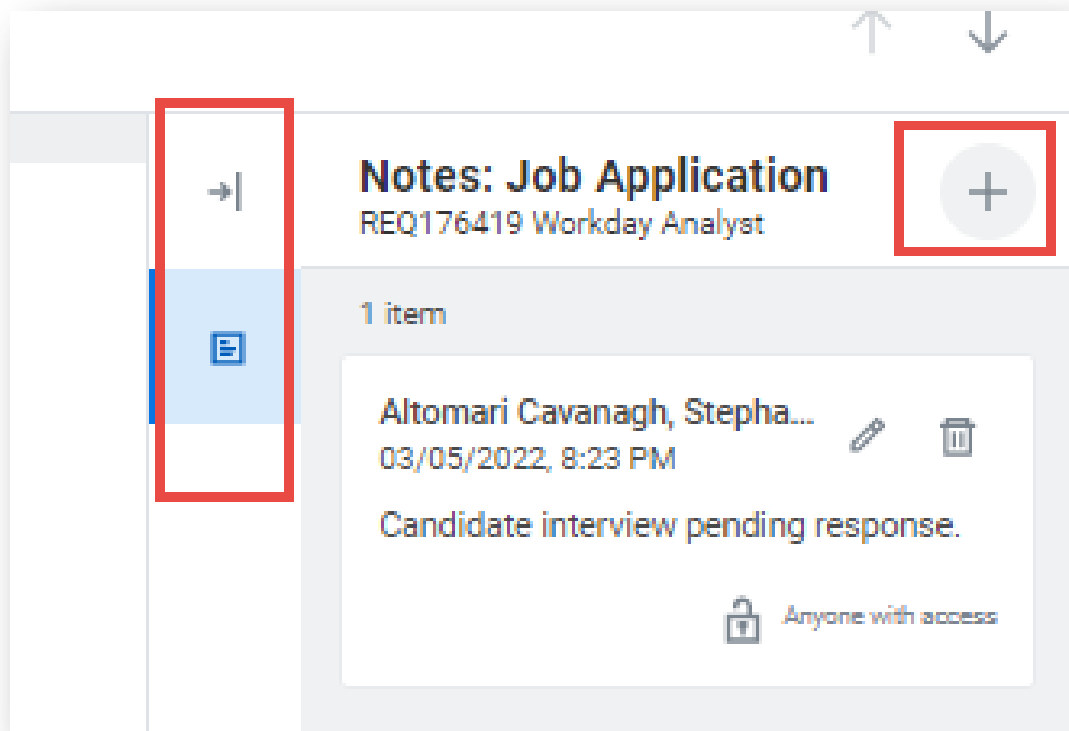 Notes: Job Application
REQ176419 Workday Analyst
1 item
Altomari Cavanagh, Stepha...
03/05/2022, 8:23 PM
Candidate interview pending response.
Anyone with access